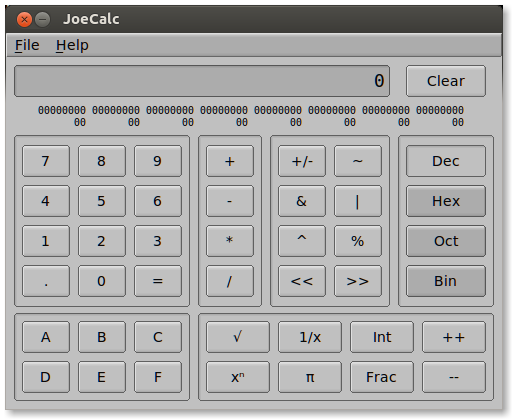 JoeCalc
File Help
0 Clear
00000000 00000000 00000000 00000000 00000000 00000000 00000000 00000000
00 00 00 00 00 00 00 00
7 8 9 + +/- ~ Dec
4 5 6 - & | Hex
1 2 3 * ^ % Oct
. 0 = / << >> Bin
A B C √ 1/x Int ++
D E F xⁿ π Frac --